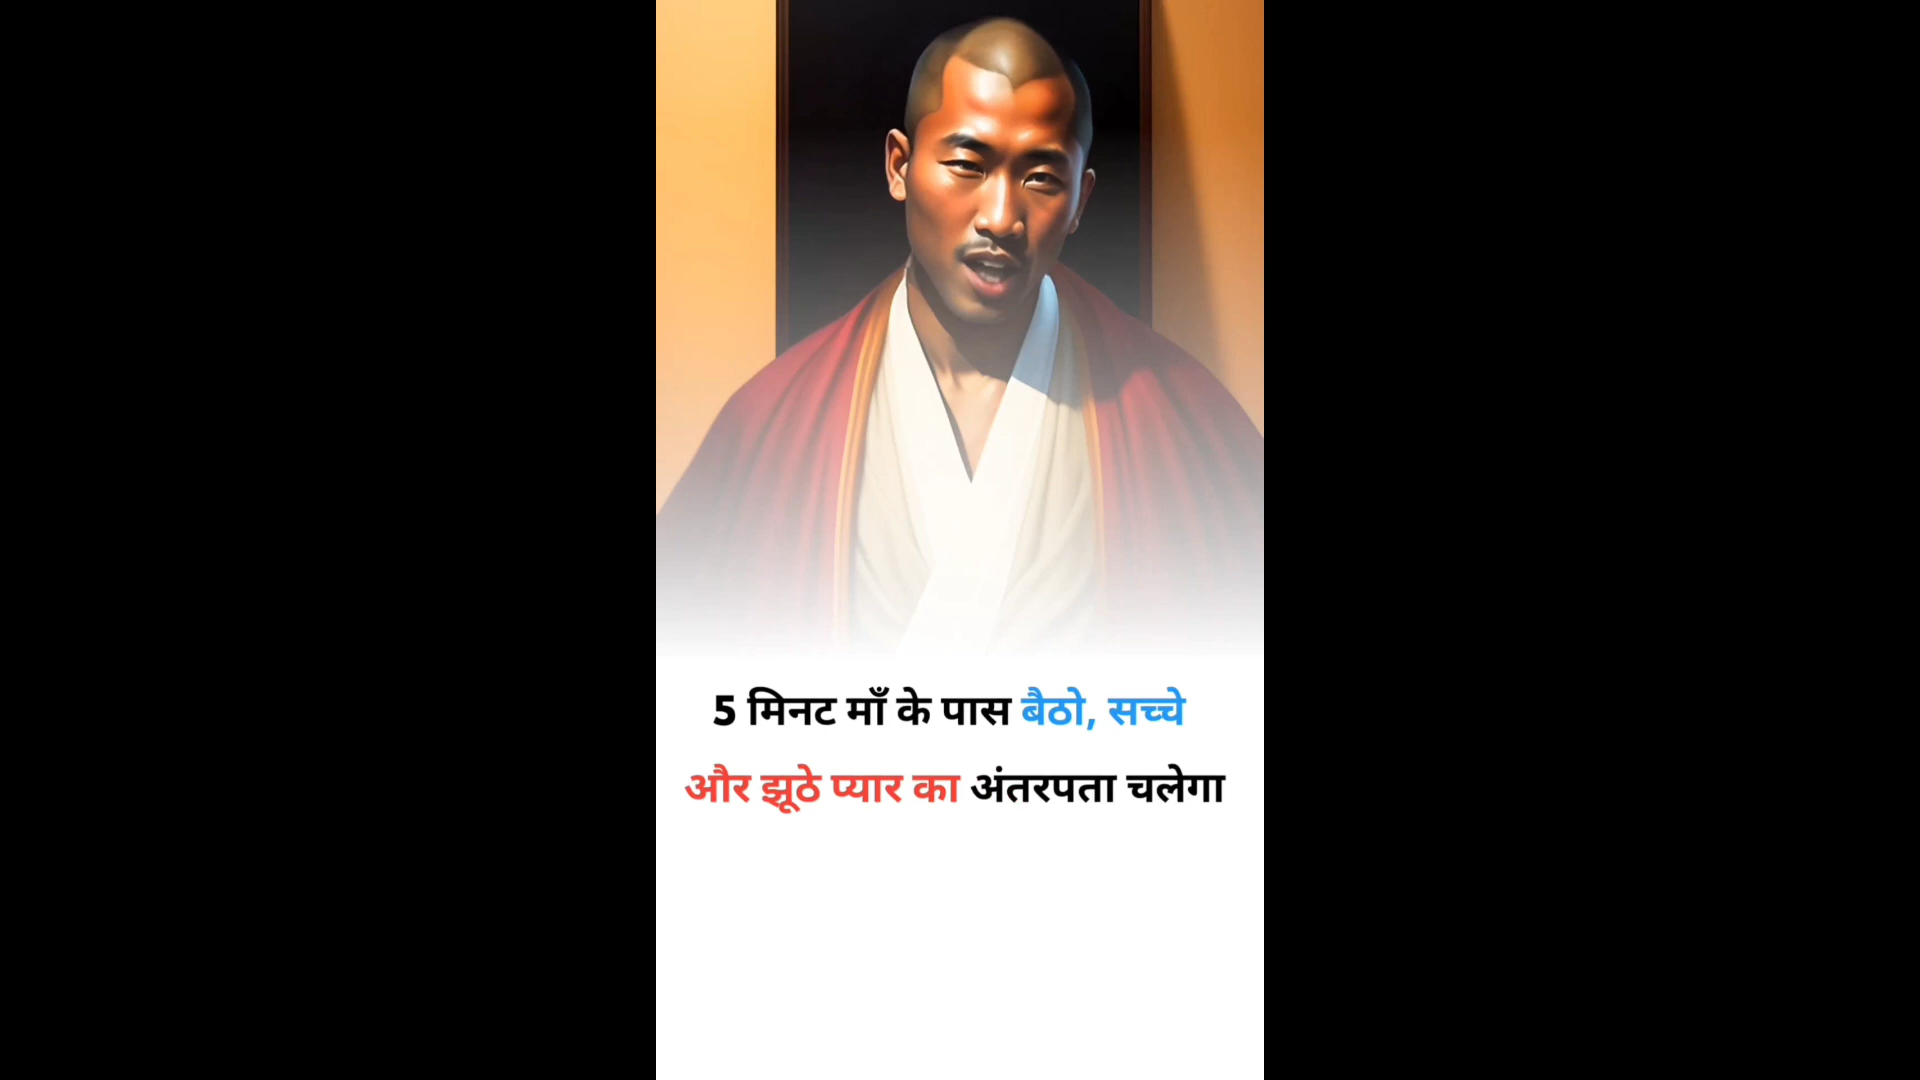 5 मिनट माँ के पास बैठो, सच्चे
और झूठे प्यार का अंतरपता चलेगा